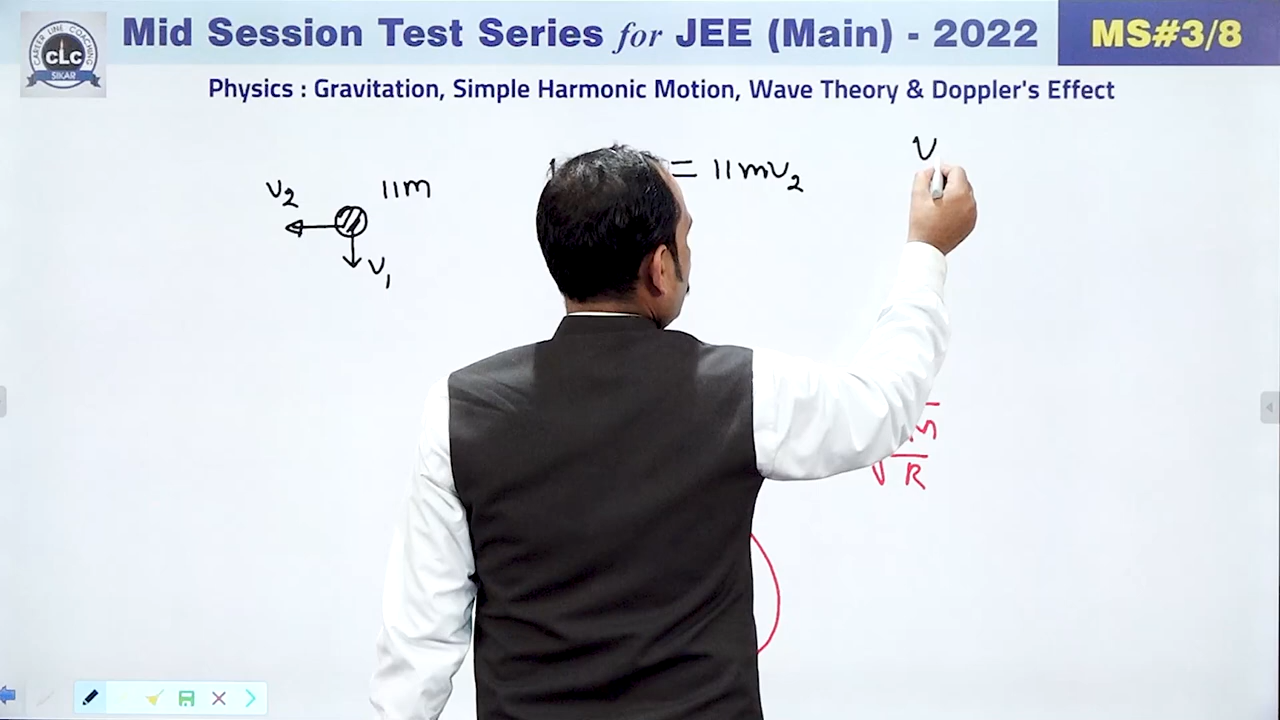 CAREER LINE COACHING
CLC
SIKAR
Mid Session Test Series for JEE (Main) - 2022
MS#3/8
Physics : Gravitation, Simple Harmonic Motion, Wave Theory & Doppler's Effect
v₂ 11m
v₁
= 11mv₂
v
R